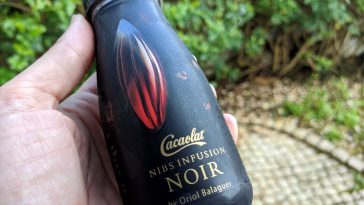 Cacaolat
NIBS INFUSION
NOIR
by Oriol Balaguer